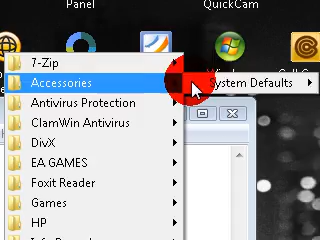 Panel
QuickCam
7-Zip
Accessories
System Defaults
Antivirus Protection
ClamWin Antivirus
DivX
EA GAMES
Foxit Reader
Games
HP